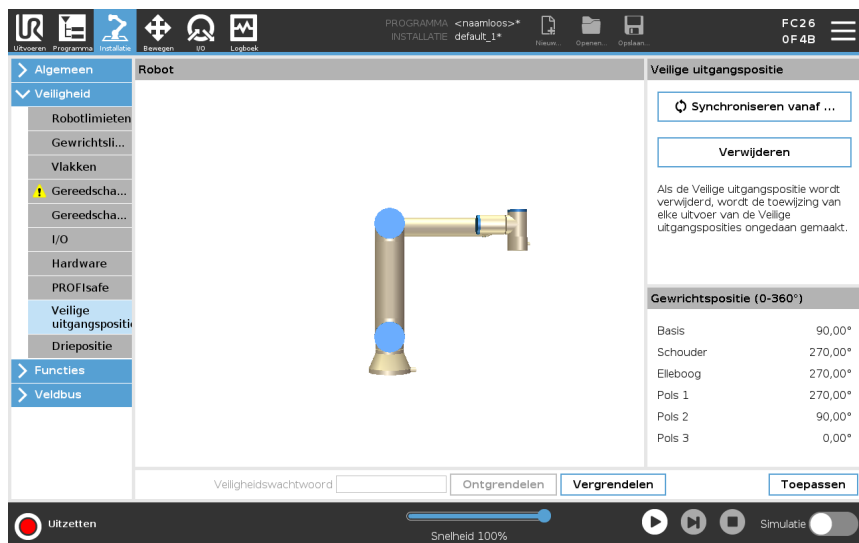 UR
PROGRAMMA <naamloos>*
INSTALLATIE default_1*
FC26
0F4B
Uitvoeren Programma Installatie Bewegen I/O Logboek Nieuw... Openen... Opslaan...
Algemeen
Veiligheid
Robotlimieten
Gewrichtsli...
Vlakken
Gereedscha...
Gereedscha...
I/O
Hardware
PROFIsafe
Veilige
uitgangspositie
Driepositie
Functies
Veldbus
Robot
Veilige uitgangspositie
Synchroniseren vanaf ...
Verwijderen
Als de Veilige uitgangspositie wordt
verwijderd, wordt de toewijzing van
elke uitvoer van de Veilige
uitgangsposities ongedaan gemaakt.
Gewrichtspositie (0-360°)
Basis 90,00°
Schouder 270,00°
Elleboog 270,00°
Pols 1 270,00°
Pols 2 90,00°
Pols 3 0,00°
Veiligheidswachtwoord Ontgrendelen Vergrendelen Toepassen
Uitzetten
Snelheid 100%
Simulatie